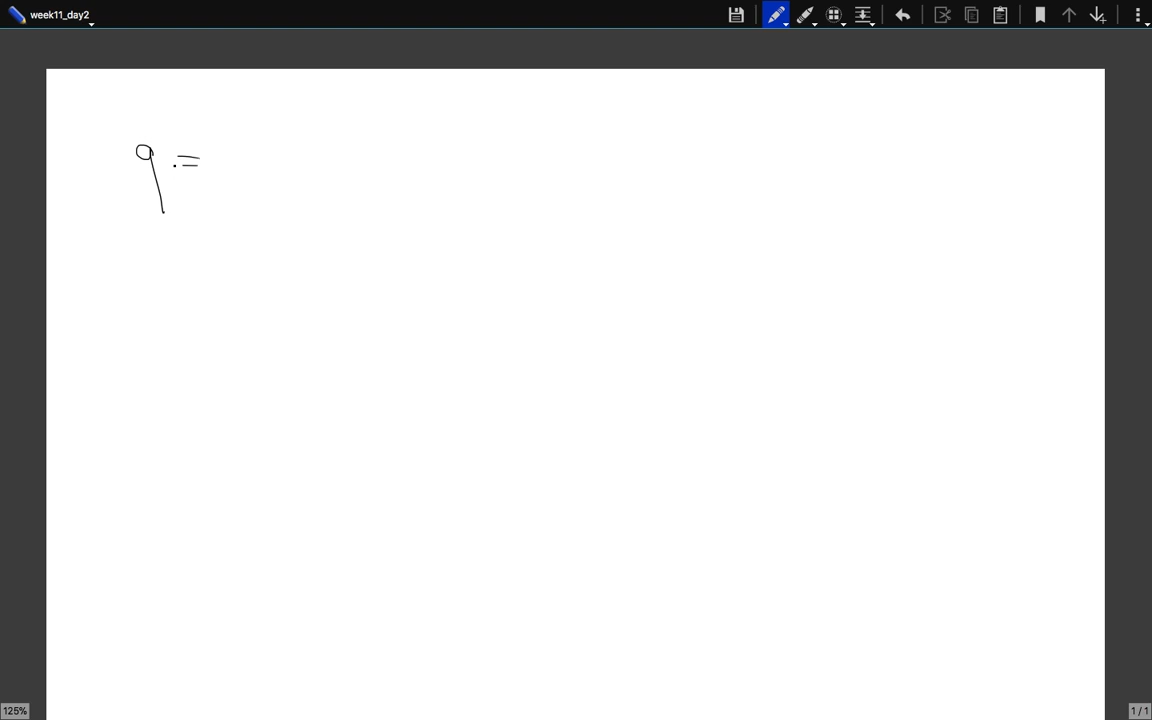 week11_day2
q :=
125%
1 / 1